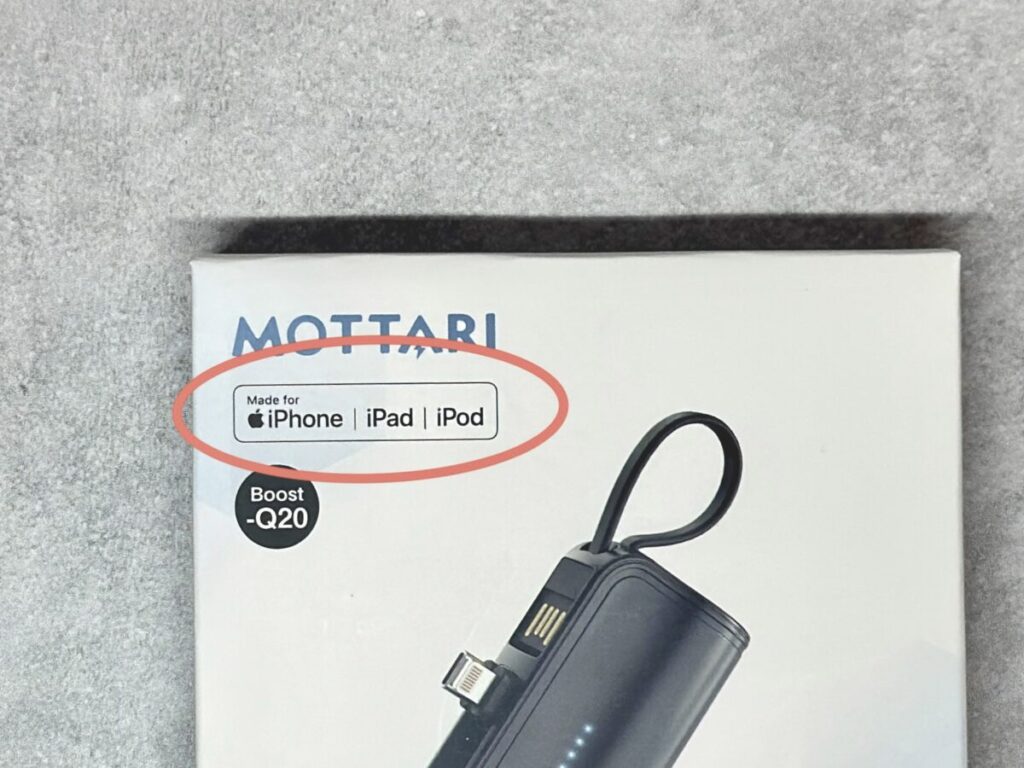 MOTTARI
Made for
iPhone | iPad | iPod
Boost
-Q20